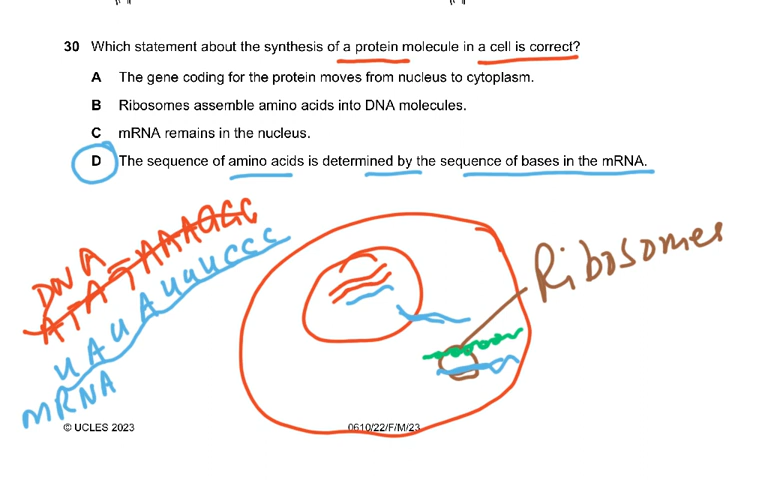 30 Which statement about the synthesis of a protein molecule in a cell is correct?
A The gene coding for the protein moves from nucleus to cytoplasm.
B Ribosomes assemble amino acids into DNA molecules.
C mRNA remains in the nucleus.
D The sequence of amino acids is determined by the sequence of bases in the mRNA.
DNA
Ribosomes
mRNA
© UCLES 2023
0610/22/F/M/23